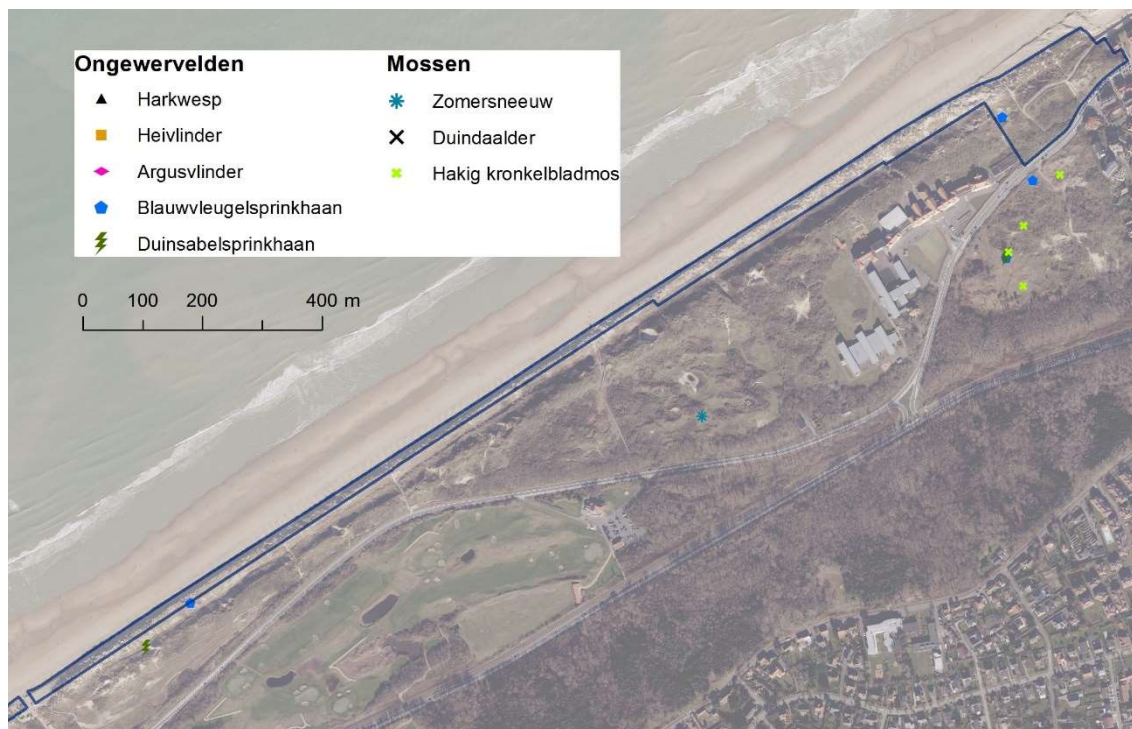 Ongewervelden
Harkwesp
Heivlinder
Argusvlinder
Blauwvleugelsprinkhaan
Duinsabelsprinkhaan
Mossen
Zomersneeuw
Duindaalder
Hakig kronkelbladmos
0 100 200 400 m